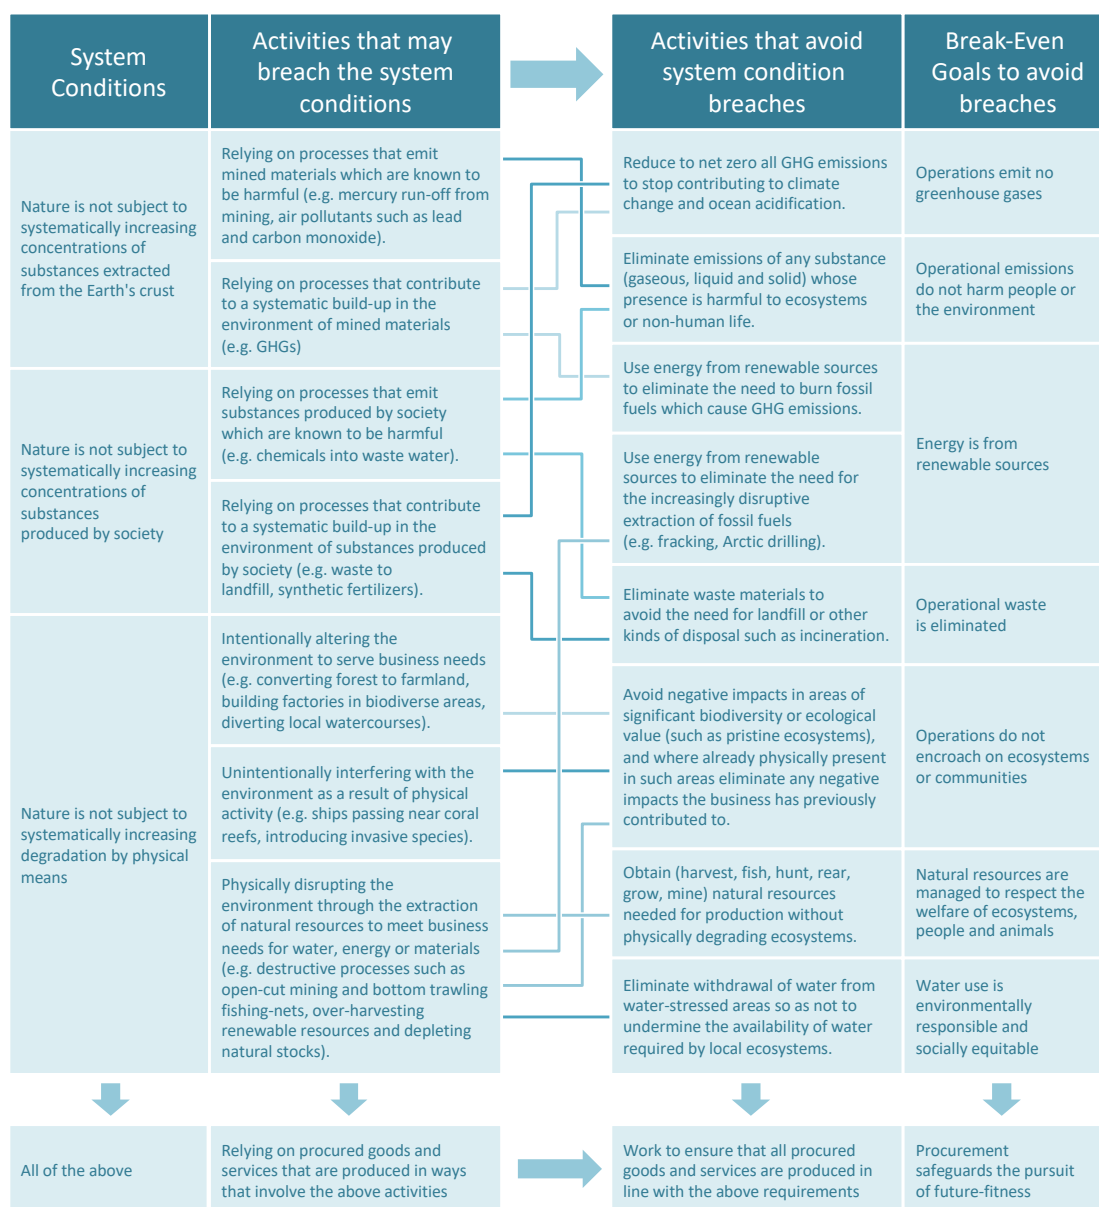 System
Conditions
Activities that may
breach the system
conditions
Activities that avoid
system condition
breaches
Break-Even
Goals to avoid
breaches
Nature is not subject to
systematically increasing
concentrations of
substances extracted
from the Earth's crust
Relying on processes that emit
mined materials which are known to
be harmful (e.g. mercury run-off from
mining, air pollutants such as lead
and carbon monoxide).
Relying on processes that contribute
to a systematic build-up in the
environment of mined materials
(e.g. GHGs)
Nature is not subject to
systematically increasing
concentrations of
substances
produced by society
Relying on processes that emit
substances produced by society
which are known to be harmful
(e.g. chemicals into waste water).
Relying on processes that contribute
to a systematic build-up in the
environment of substances produced
by society (e.g. waste to
landfill, synthetic fertilizers).
Nature is not subject to
systematically increasing
degradation by physical
means
Intentionally altering the
environment to serve business needs
(e.g. converting forest to farmland,
building factories in biodiverse areas,
diverting local watercourses).
Unintentionally interfering with the
environment as a result of physical
activity (e.g. ships passing near coral
reefs, introducing invasive species).
Physically disrupting the
environment through the extraction
of natural resources to meet business
needs for water, energy or materials
(e.g. destructive processes such as
open-cut mining and bottom trawling
fishing-nets, over-harvesting
renewable resources and depleting
natural stocks).
Reduce to net zero all GHG emissions
to stop contributing to climate
change and ocean acidification.
Operations emit no
greenhouse gases
Eliminate emissions of any substance
(gaseous, liquid and solid) whose
presence is harmful to ecosystems
or non-human life.
Operational emissions
do not harm people or
the environment
Use energy from renewable sources
to eliminate the need to burn fossil
fuels which cause GHG emissions.
Use energy from renewable
sources to eliminate the need for
the increasingly disruptive
extraction of fossil fuels
(e.g. fracking, Arctic drilling).
Energy is from
renewable sources
Eliminate waste materials to
avoid the need for landfill or other
kinds of disposal such as incineration.
Operational waste
is eliminated
Avoid negative impacts in areas of
significant biodiversity or ecological
value (such as pristine ecosystems),
and where already physically present
in such areas eliminate any negative
impacts the business has previously
contributed to.
Operations do not
encroach on ecosystems
or communities
Obtain (harvest, fish, hunt, rear,
grow, mine) natural resources
needed for production without
physically degrading ecosystems.
Natural resources are
managed to respect the
welfare of ecosystems,
people and animals
Eliminate withdrawal of water from
water-stressed areas so as not to
undermine the availability of water
required by local ecosystems.
Water use is
environmentally
responsible and
socially equitable
All of the above
Relying on procured goods and
services that are produced in ways
that involve the above activities
Work to ensure that all procured
goods and services are produced in
line with the above requirements
Procurement
safeguards the pursuit
of future-fitness